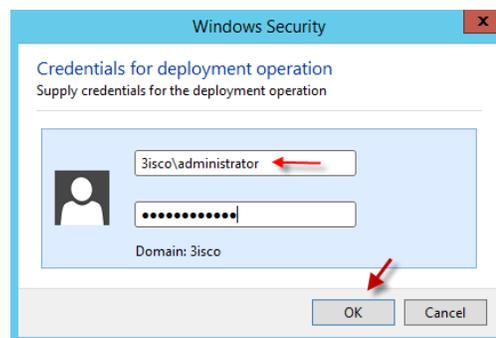 Windows Security
x
Credentials for deployment operation
Supply credentials for the deployment operation
3isco\administrator
●●●●●●●●●●●●
Domain: 3isco
OK
Cancel